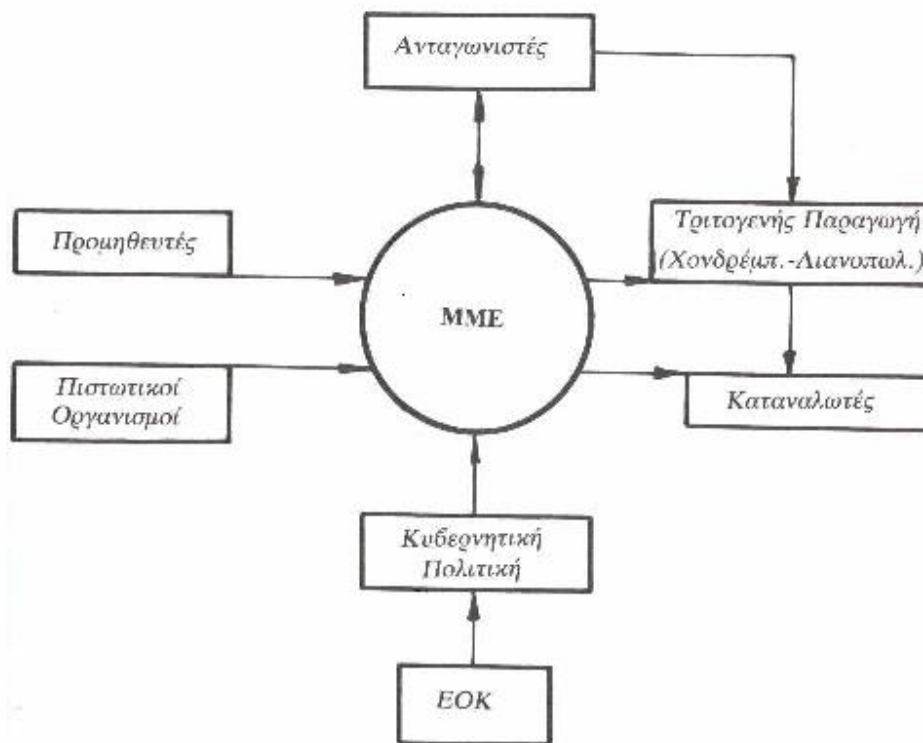 Ανταγωνιστές
Προμηθευτές
Τριτογενής Παραγωγή
(Χονδρέμπ.-Λιανοπωλ.)
ΜΜΕ
Πιστωτικοί
Οργανισμοί
Καταναλωτές
Κυβερνητική
Πολιτική
ΕΟΚ